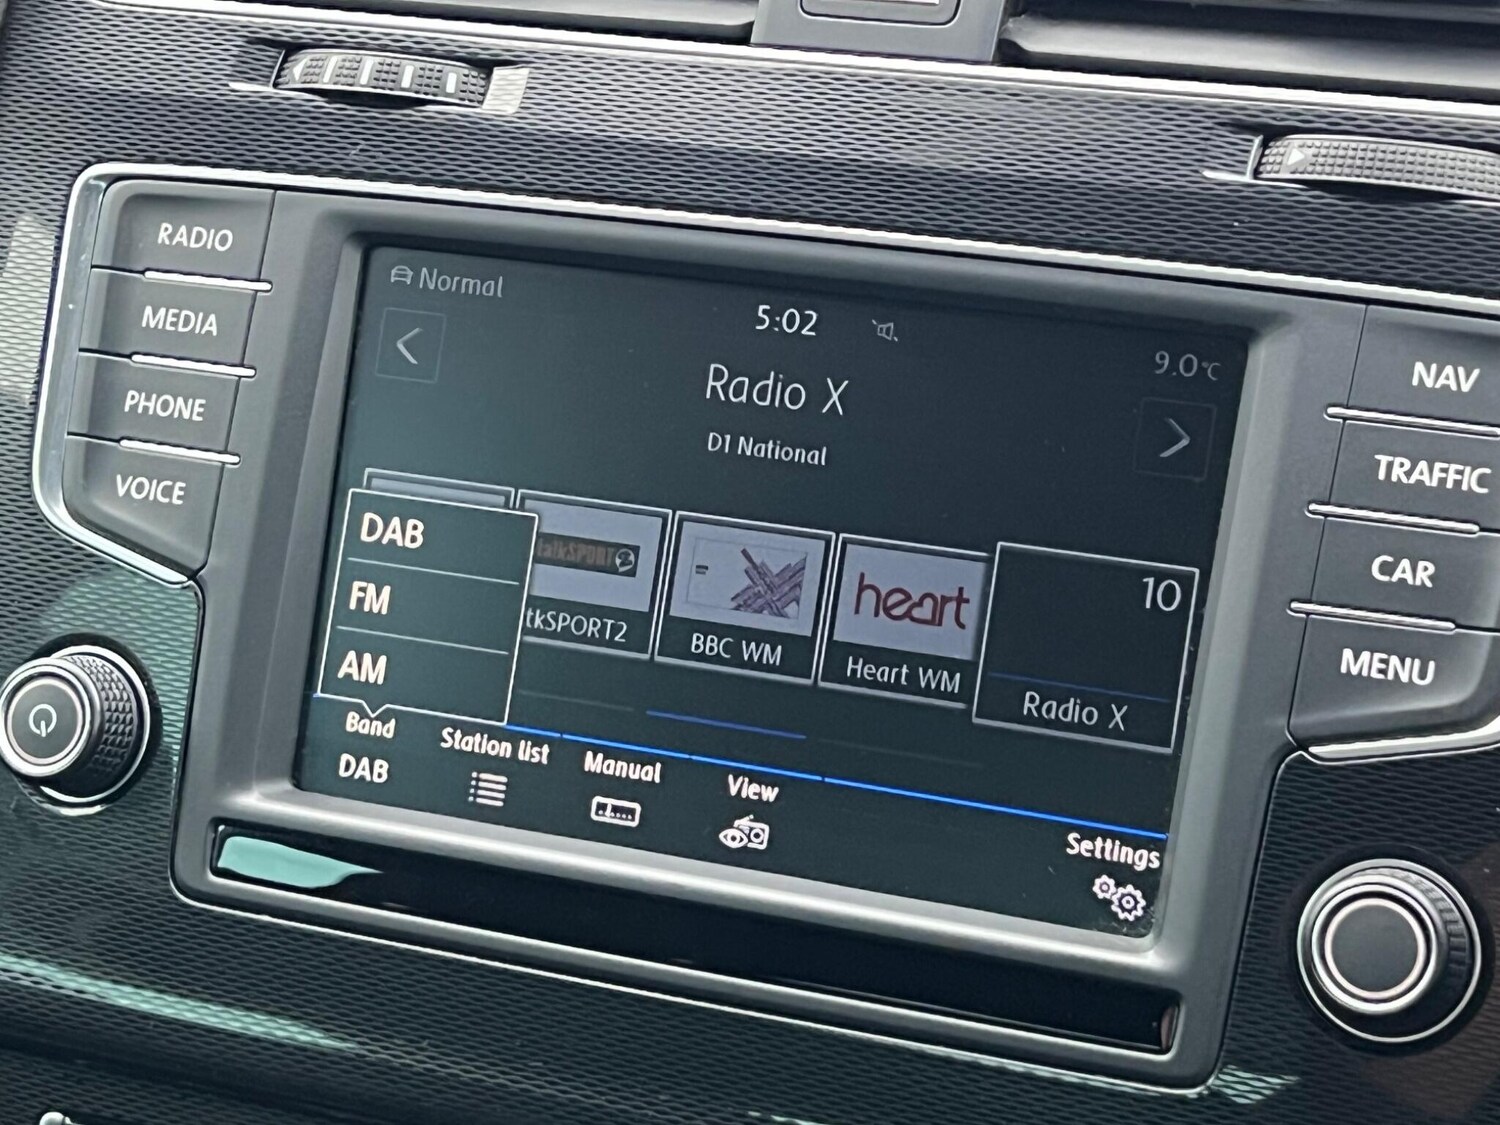 RADIO
MEDIA
PHONE
VOICE
Normal
5:02
9.0°C
Radio X
D1 National
DAB
FM
AM
talkSPORT
tkSPORT2
BBC WM
heart
Heart WM
10
Radio X
Band
DAB
Station list
Manual
View
Settings
NAV
TRAFFIC
CAR
MENU